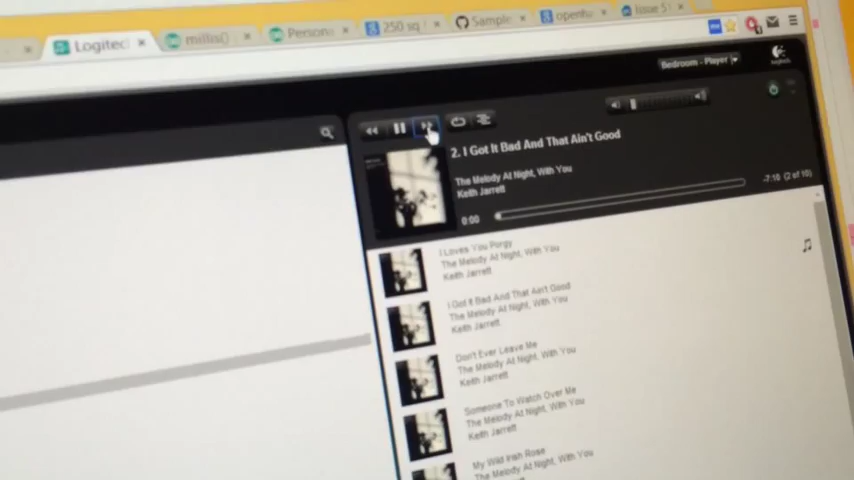 Logitec
millis()
Person
250 sq
Sample
openh
Issue 5
Bedroom - Player
2. I Got It Bad And That Ain't Good
The Melody At Night, With You
Keith Jarrett
0:00
-7:10 (2 of 10)
I Loves You Porgy
The Melody At Night, With You
Keith Jarrett
I Got It Bad And That Ain't Good
The Melody At Night, With You
Keith Jarrett
Don't Ever Leave Me
The Melody At Night, With You
Keith Jarrett
Someone To Watch Over Me
The Melody At Night, With You
Keith Jarrett
My Wild Irish Rose
The Melody At Night, With You